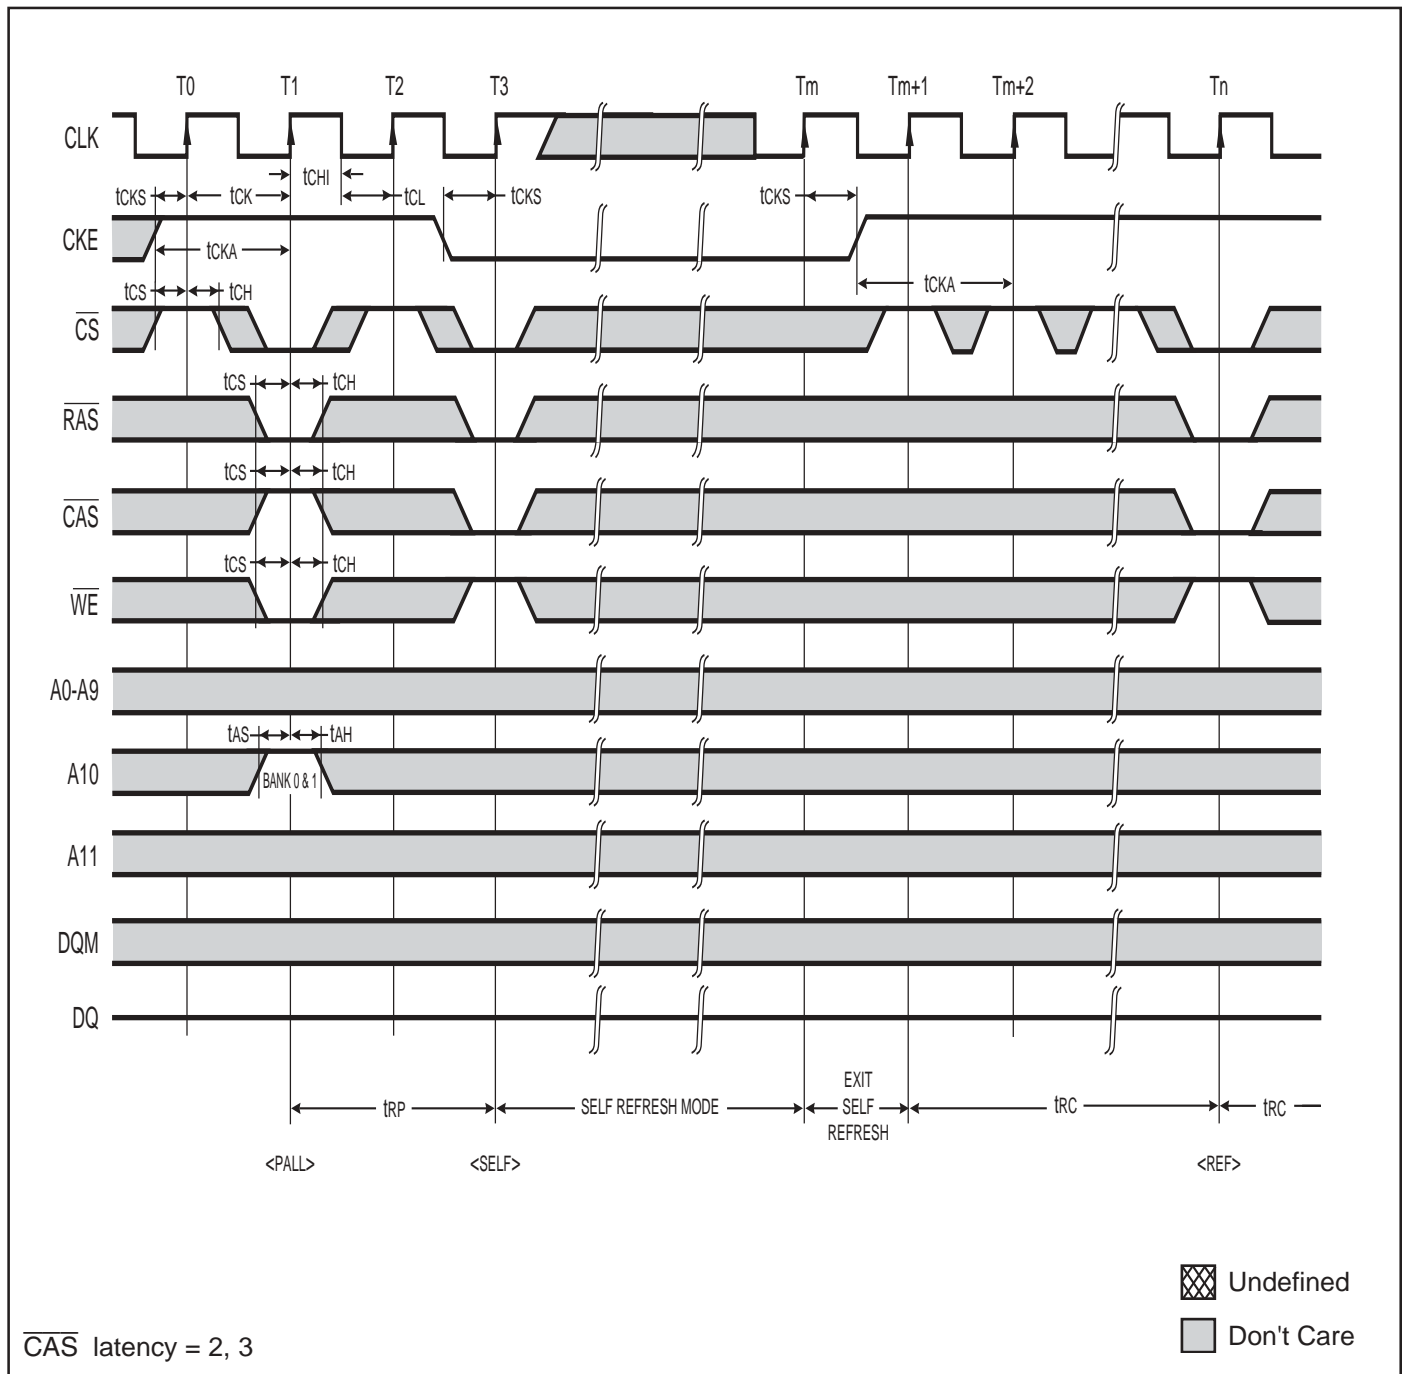 T0 T1 T2 T3 Tm Tm+1 Tm+2 Tn
CLK
tCHI
tCKS tCK tCL tCKS tCKS
CKE
tCKA
tCKA
tCS tCH
CS
tCS tCH
RAS
tCS tCH
CAS
tCS tCH
WE
A0-A9
tAS tAH
A10
BANK 0 & 1
A11
DQM
DQ
tRP SELF REFRESH MODE EXIT SELF REFRESH tRC tRC
<PALL> <SELF> <REF>
Undefined
Don't Care
CAS latency = 2, 3